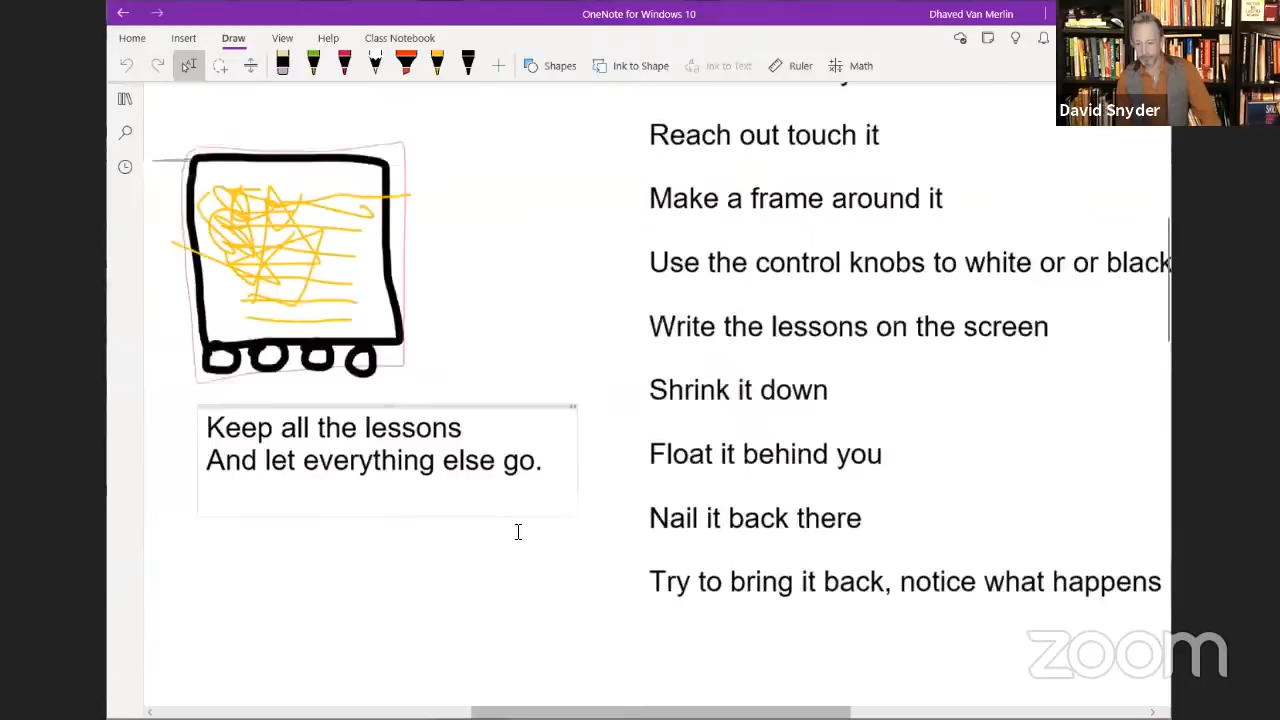 OneNote for Windows 10
Dhaved Van Merlin
Home Insert Draw View Help Class Notebook
Shapes Ink to Shape Ink to Text Ruler Math
David Snyder
Reach out touch it
Make a frame around it
Use the control knobs to white or or black
Write the lessons on the screen
Shrink it down
Float it behind you
Nail it back there
Try to bring it back, notice what happens
Keep all the lessons
And let everything else go.
zoom